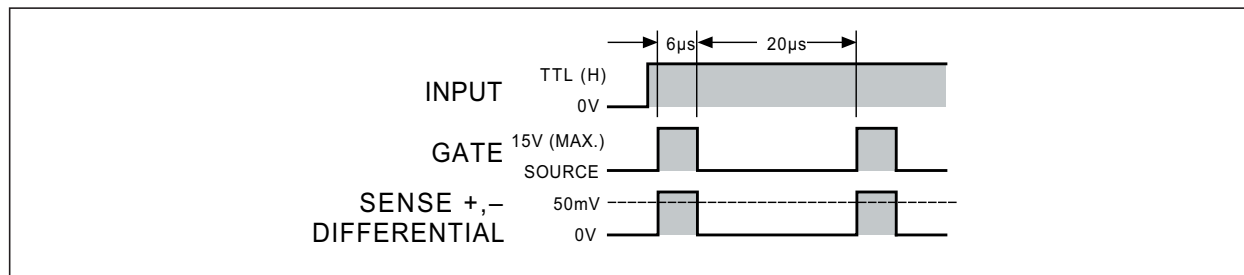 6µs 20µs
INPUT TTL (H)
0V
GATE 15V (MAX.)
SOURCE
SENSE +,–
DIFFERENTIAL
50mV
0V